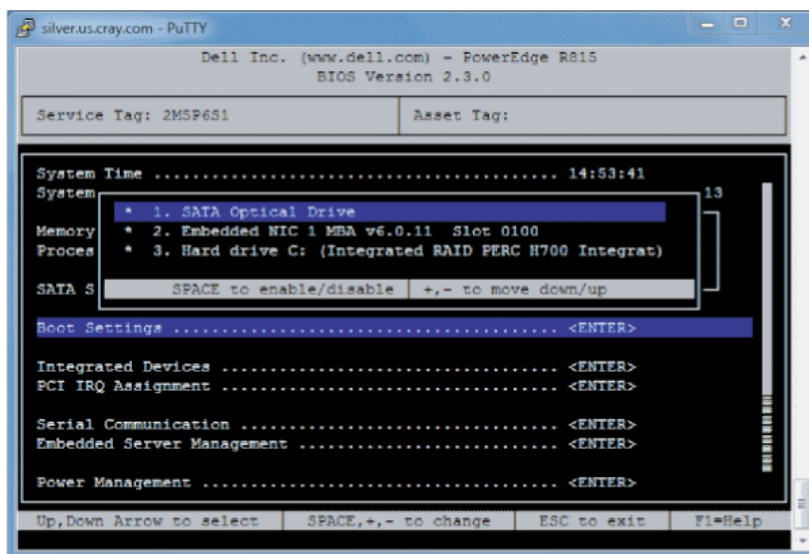 silver.us.cray.com - PuTTY
Dell Inc. (www.dell.com) - PowerEdge R815
BIOS Version 2.3.0
Service Tag: 2M5P6S1 Asset Tag:
System Time .......................................... 14:53:41
System 13
* 1. SATA Optical Drive
Memory * 2. Embedded NIC 1 MBA v6.0.11 Slot 0100
Proces * 3. Hard drive C: (Integrated RAID PERC H700 Integrat)
SATA S SPACE to enable/disable +,- to move down/up
Boot Settings ........................................ <ENTER>
Integrated Devices ................................... <ENTER>
PCI IRQ Assignment ................................... <ENTER>
Serial Communication ................................. <ENTER>
Embedded Server Management ........................... <ENTER>
Power Management ..................................... <ENTER>
Up,Down Arrow to select SPACE,+,- to change ESC to exit F1=Help